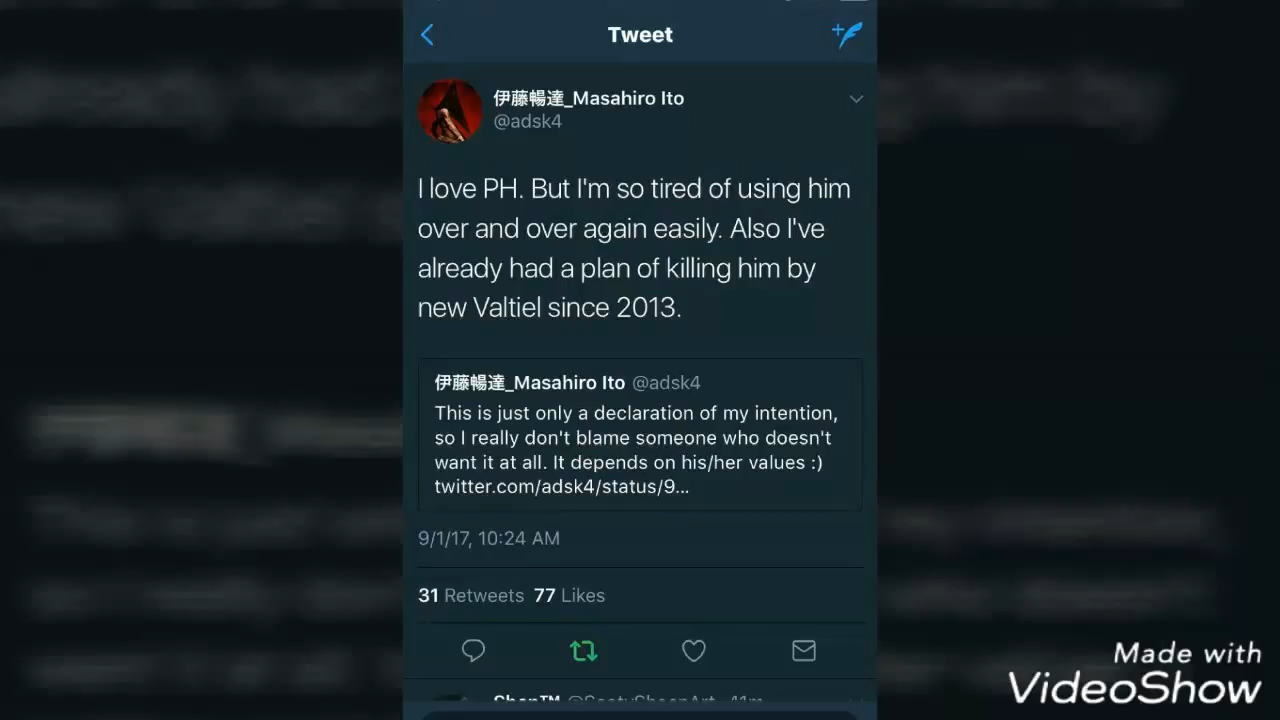 Tweet
伊藤暢達_Masahiro Ito
@adsk4
I love PH. But I'm so tired of using him
over and over again easily. Also I've
already had a plan of killing him by
new Valtiel since 2013.
伊藤暢達_Masahiro Ito @adsk4
This is just only a declaration of my intention,
so I really don't blame someone who doesn't
want it at all. It depends on his/her values :)
twitter.com/adsk4/status/9...
9/1/17, 10:24 AM
31 Retweets 77 Likes
Made with
VideoShow